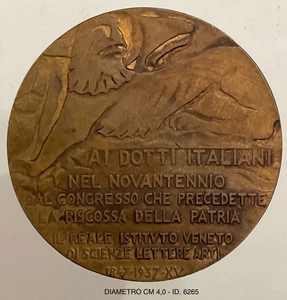 AI DOTTI ITALIANI
NEL NOVANTENNIO
DAL CONGRESSO CHE PRECEDETTE
LA RISCOSSA DELLA PATRIA
IL REALE ISTITVTO VENETO
DI SCIENZE LETTERE ARTI
1847-1937-XV
DIAMETRO CM 4,0 - ID. 6265